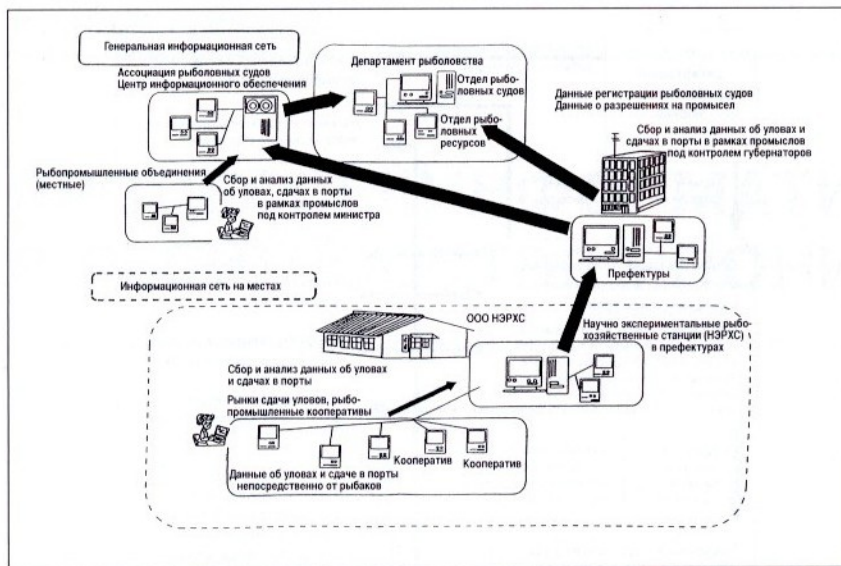 Генеральная информационная сеть
Ассоциация рыболовных судов
Центр информационного обеспечения
Департамент рыболовства
Отдел рыбо-
ловных судов
Отдел рыбо-
ловных
ресурсов
Данные регистрации рыболовных судов
Данные о разрешениях на промысел
Сбор и анализ данных об уловах и
сдачах в порты в рамках промыслов
под контролем губернаторов
Рыбопромышленные объединения
(местные)
Сбор и анализ данных
об уловах, сдачах в порты
в рамках промыслов
под контролем министра
Префектуры
Информационная сеть на местах
ООО НЭРХС
Научно экспериментальные рыбо-
хозяйственные станции (НЭРХС)
в префектурах
Сбор и анализ данных об уловах
и сдачах в порты
Рынки сдачи уловов, рыбо-
промышленные кооперативы
Кооператив
Кооператив
Данные об уловах и сдаче в порты
непосредственно от рыбаков